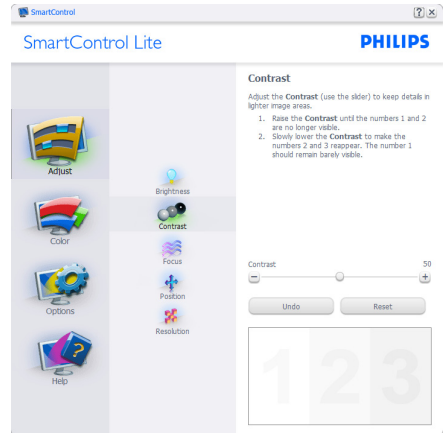 SmartControl
SmartControl Lite
PHILIPS
Adjust
Color
Options
Help
Brightness
Contrast
Focus
Position
Resolution
Contrast
Adjust the Contrast (use the slider) to keep details in
lighter image areas.
1. Raise the Contrast until the numbers 1 and 2
are no longer visible.
2. Slowly lower the Contrast to make the
numbers 2 and 3 reappear. The number 1
should remain barely visible.
Contrast 50
Undo Reset
1 2 3